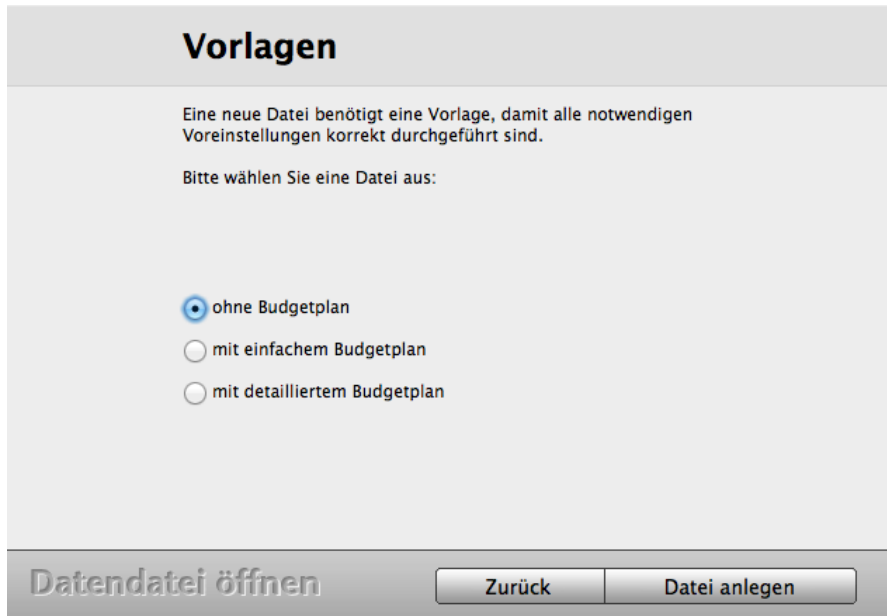 Vorlagen
Eine neue Datei benötigt eine Vorlage, damit alle notwendigen
Voreinstellungen korrekt durchgeführt sind.
Bitte wählen Sie eine Datei aus:
ohne Budgetplan
mit einfachem Budgetplan
mit detailliertem Budgetplan
Datendatei öffnen
Zurück
Datei anlegen